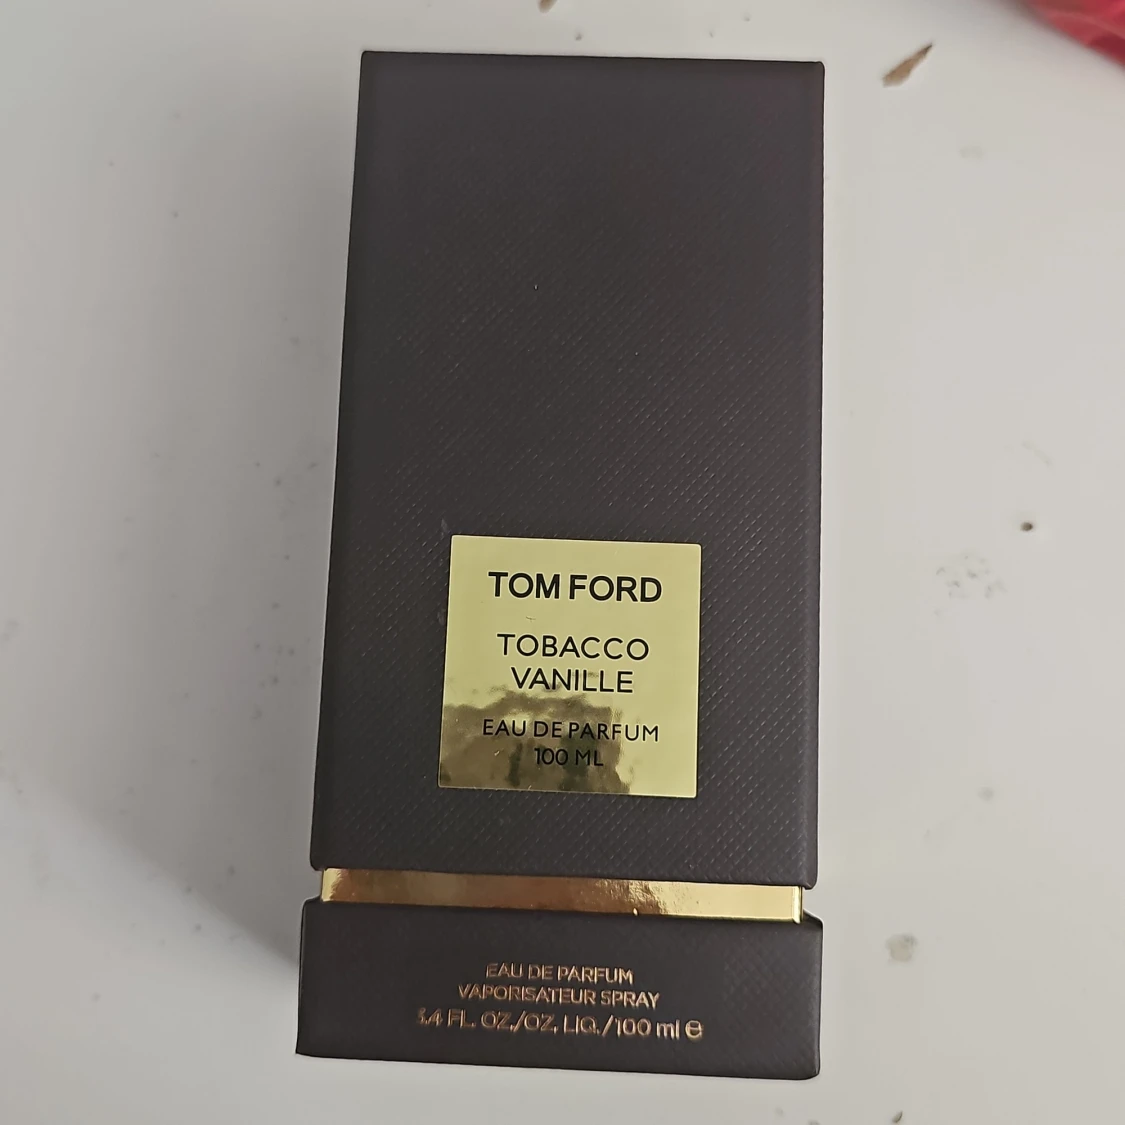 TOM FORD
TOBACCO
VANILLE
EAU DE PARFUM
100 ML
EAU DE PARFUM
VAPORISATEUR SPRAY
3.4 FL. OZ./OZ. LIQ./100 ml ℮